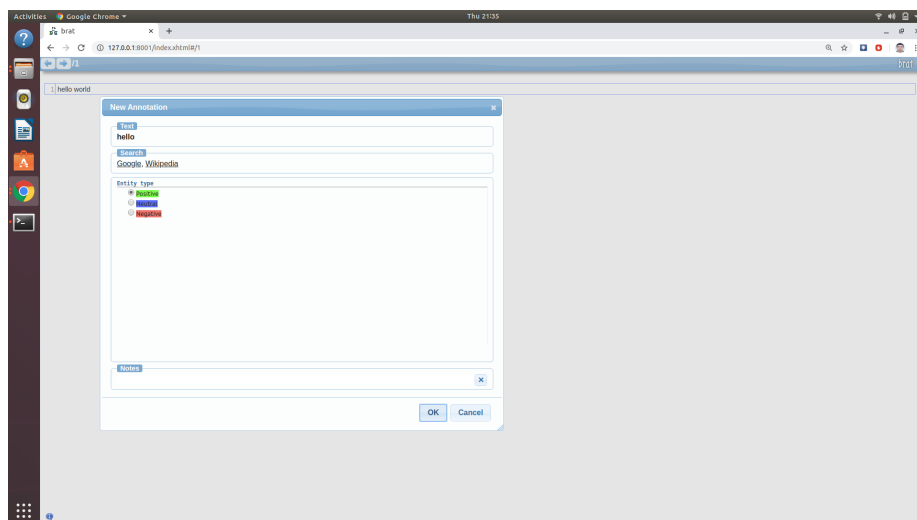 Activities Google Chrome Thu 21:35
brat
127.0.0.1:8001/index.xhtml#/1
/1 brat
1 hello world
New Annotation
Text
hello
Search
Google, Wikipedia
Entity type
Positive
Neutral
Negative
Notes
OK Cancel